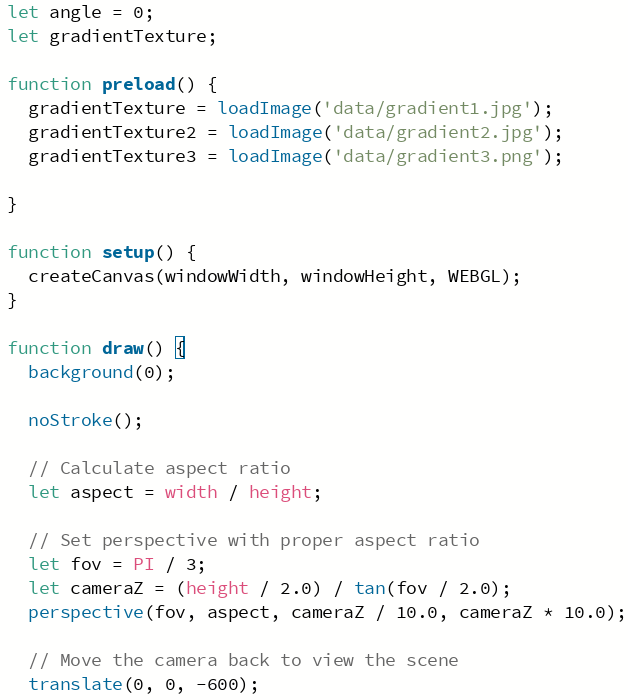 let angle = 0;
let gradientTexture;
function preload() {
gradientTexture = loadImage('data/gradient1.jpg');
gradientTexture2 = loadImage('data/gradient2.jpg');
gradientTexture3 = loadImage('data/gradient3.png');
}
function setup() {
createCanvas(windowWidth, windowHeight, WEBGL);
}
function draw() {
background(0);
noStroke();
// Calculate aspect ratio
let aspect = width / height;
// Set perspective with proper aspect ratio
let fov = PI / 3;
let cameraZ = (height / 2.0) / tan(fov / 2.0);
perspective(fov, aspect, cameraZ / 10.0, cameraZ * 10.0);
// Move the camera back to view the scene
translate(0, 0, -600);